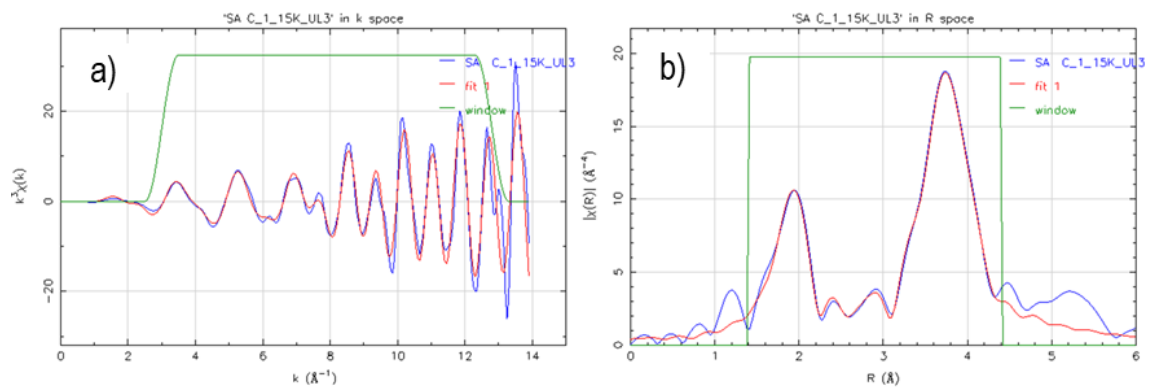 'SA C_1_15K_UL3' in k space
a)
SA C_1_15K_UL3
fit 1
window
20
0
−20
k³χ(k)
0 2 4 6 8 10 12 14
k (Å⁻¹)
'SA C_1_15K_UL3' in R space
b)
SA C_1_15K_UL3
fit 1
window
20
15
10
5
0
|χ(R)| (Å⁻⁴)
0 1 2 3 4 5 6
R (Å)